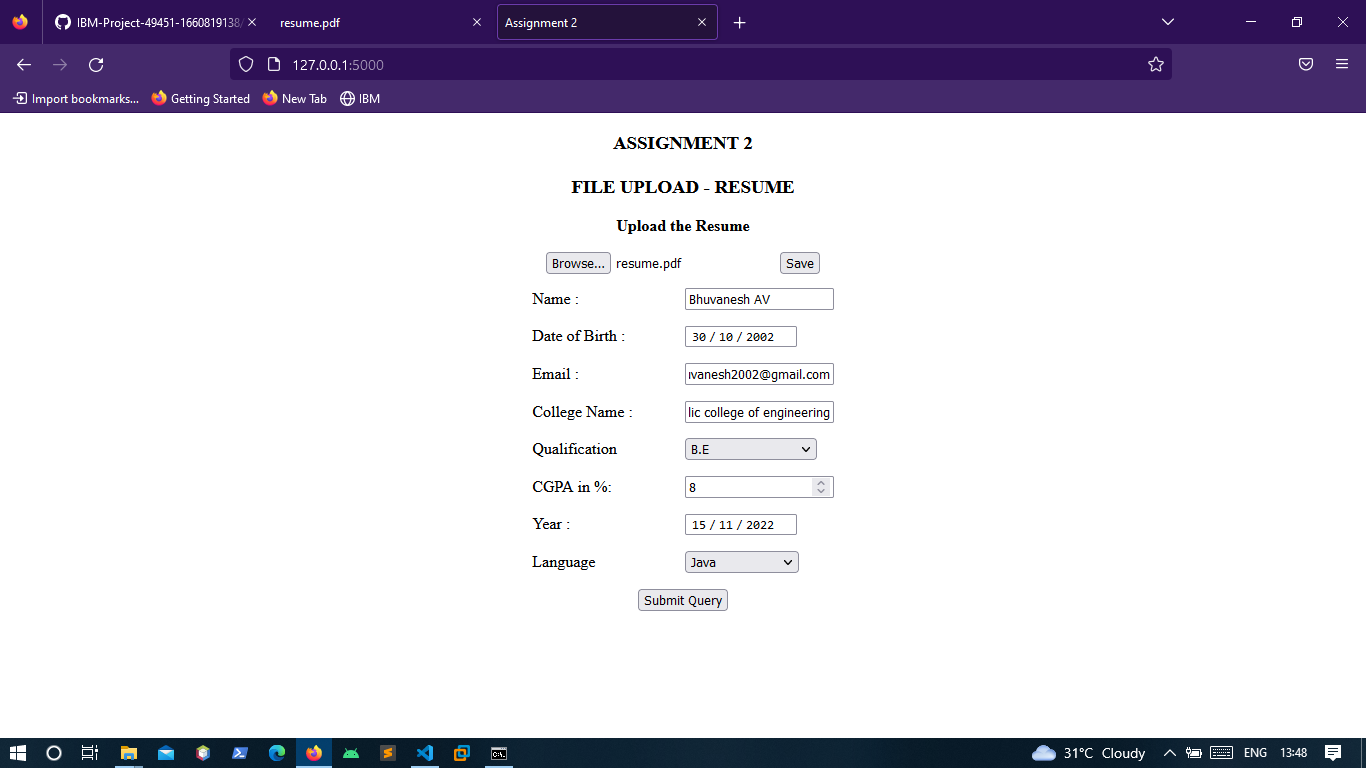 IBM-Project-49451-1660819138/
resume.pdf
Assignment 2
127.0.0.1:5000
Import bookmarks...
Getting Started
New Tab
IBM
ASSIGNMENT 2
FILE UPLOAD - RESUME
Upload the Resume
Browse... resume.pdf Save
Name : Bhuvanesh AV
Date of Birth : 30 / 10 / 2002
Email : vanesh2002@gmail.com
College Name : lic college of engineering
Qualification B.E
CGPA in %: 8
Year : 15 / 11 / 2022
Language Java
Submit Query
31°C Cloudy
ENG
13:48